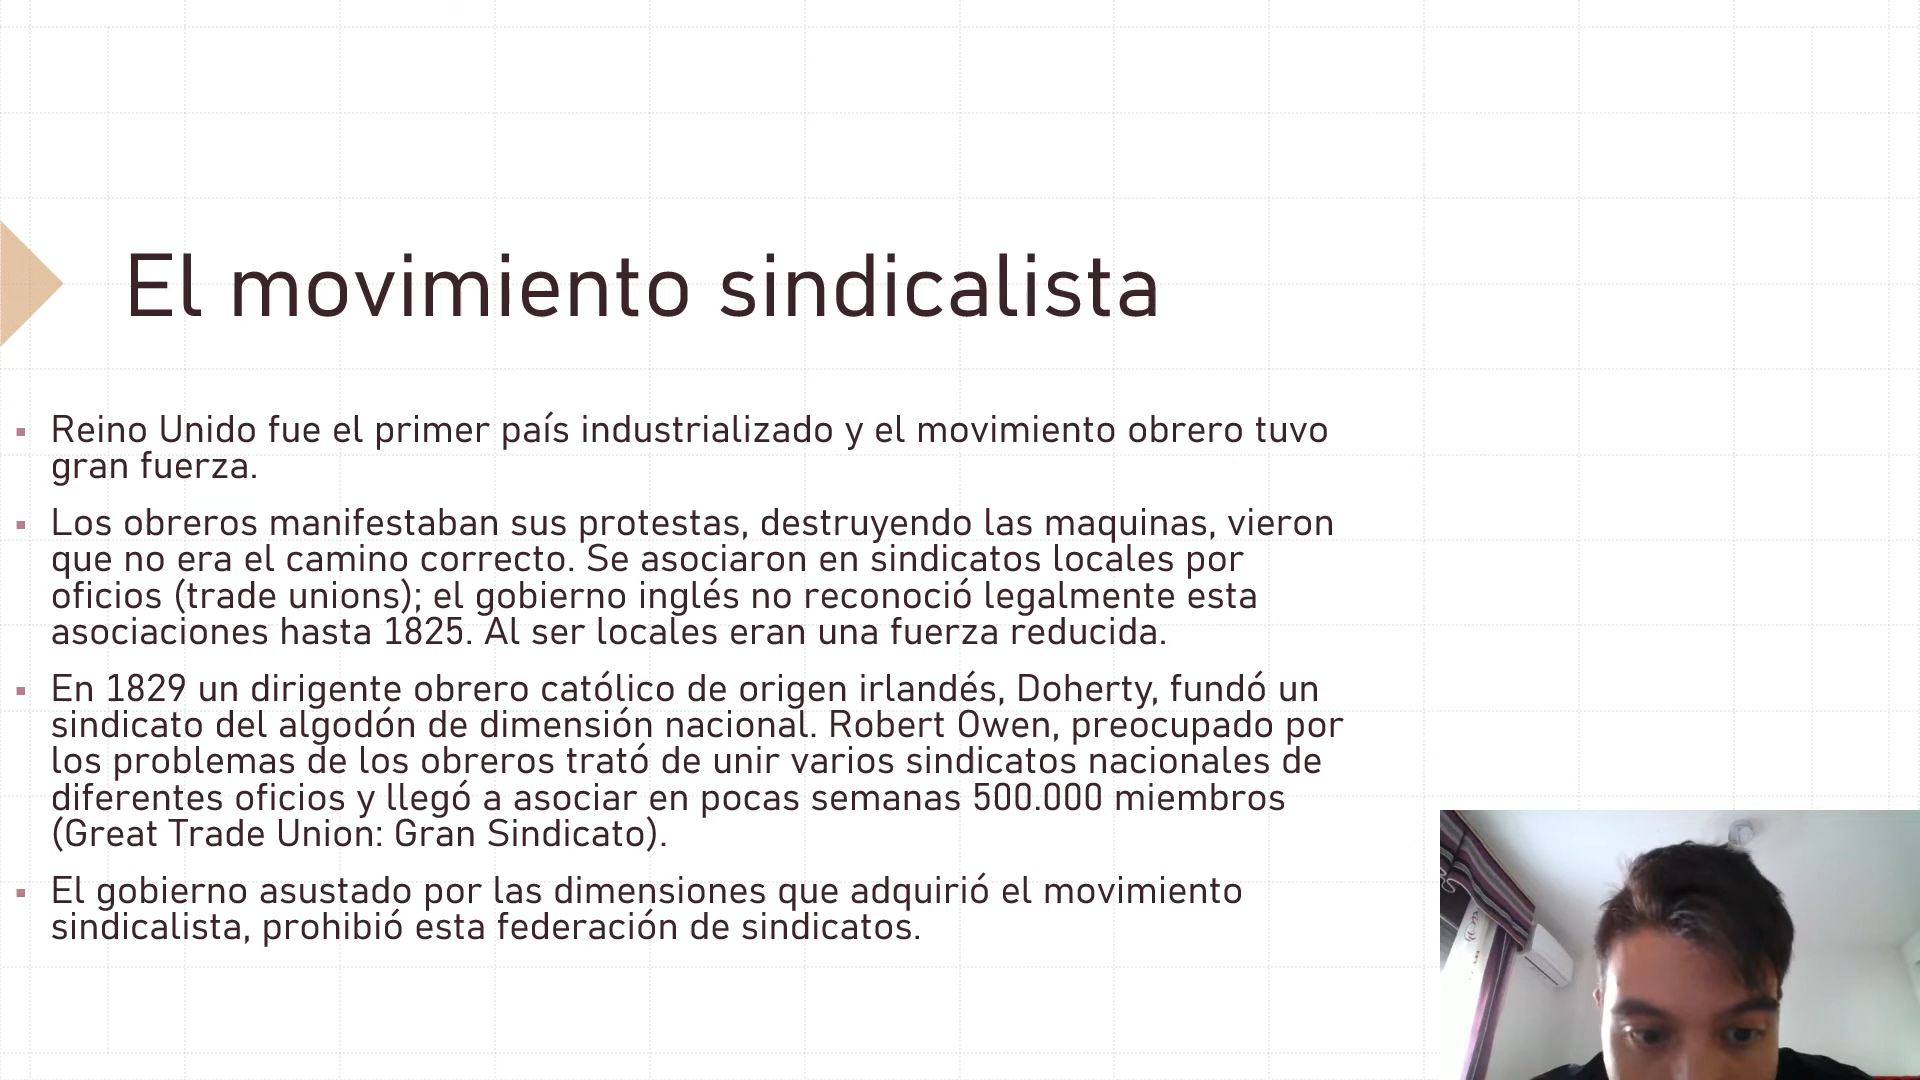 El movimiento sindicalista
Reino Unido fue el primer país industrializado y el movimiento obrero tuvo
gran fuerza.
Los obreros manifestaban sus protestas, destruyendo las maquinas, vieron
que no era el camino correcto. Se asociaron en sindicatos locales por
oficios (trade unions); el gobierno inglés no reconoció legalmente esta
asociaciones hasta 1825. Al ser locales eran una fuerza reducida.
En 1829 un dirigente obrero católico de origen irlandés, Doherty, fundó un
sindicato del algodón de dimensión nacional. Robert Owen, preocupado por
los problemas de los obreros trató de unir varios sindicatos nacionales de
diferentes oficios y llegó a asociar en pocas semanas 500.000 miembros
(Great Trade Union: Gran Sindicato).
El gobierno asustado por las dimensiones que adquirió el movimiento
sindicalista, prohibió esta federación de sindicatos.